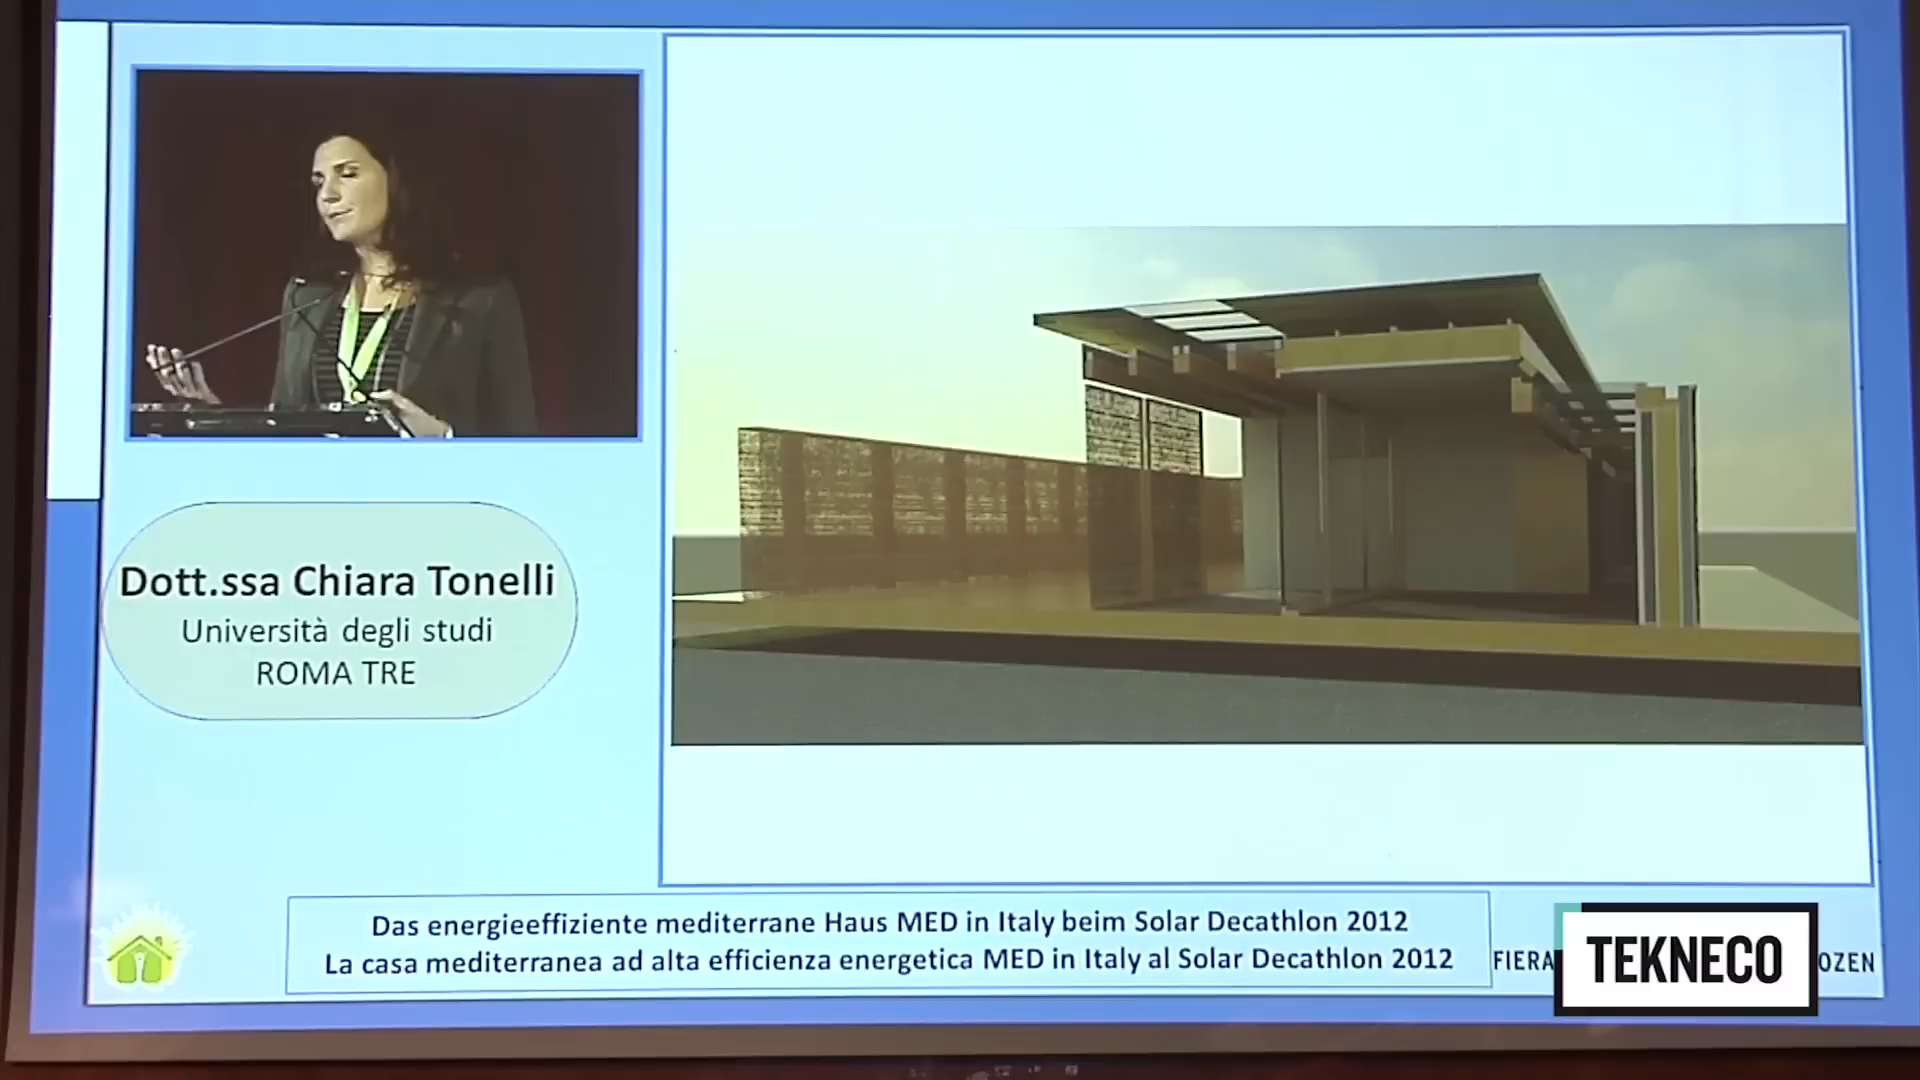 Dott.ssa Chiara Tonelli
Università degli studi
ROMA TRE
Das energieeffiziente mediterrane Haus MED in Italy beim Solar Decathlon 2012
La casa mediterranea ad alta efficienza energetica MED in Italy al Solar Decathlon 2012
FIERA
OZEN
TEKNECO